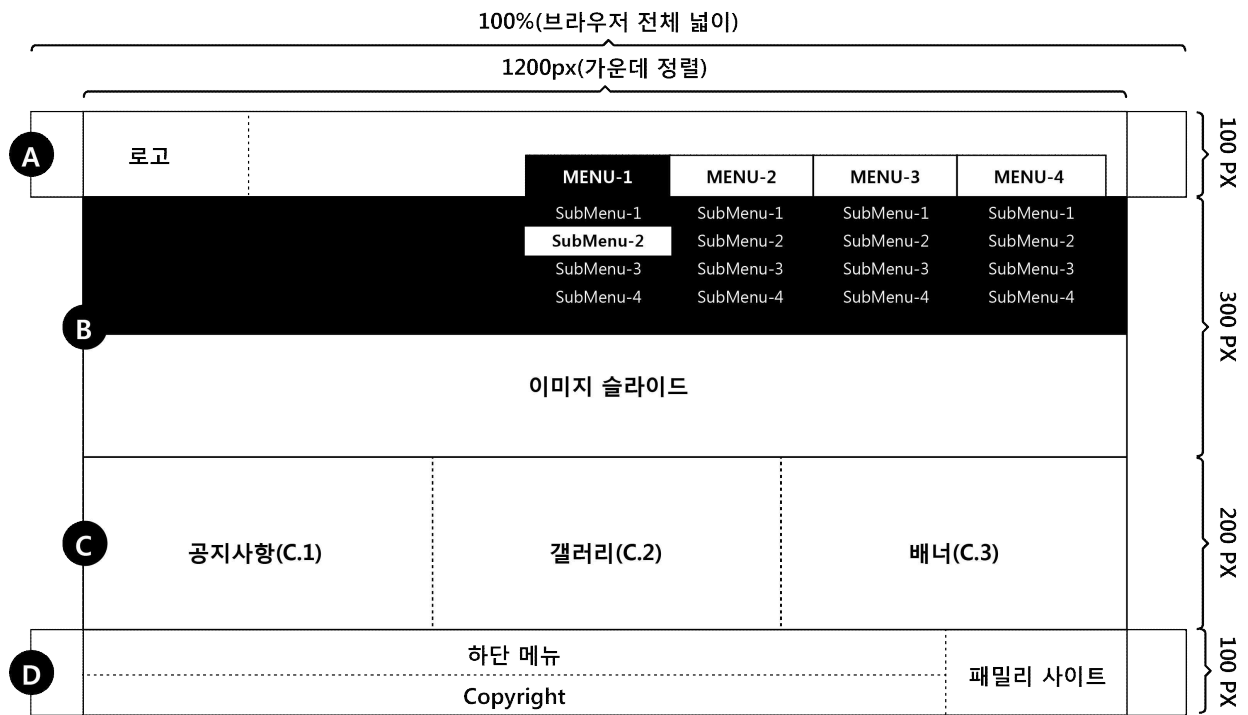 100%(브라우저 전체 넓이)
1200px(가운데 정렬)
A
로고
100 PX
MENU-1 MENU-2 MENU-3 MENU-4
SubMenu-1 SubMenu-1 SubMenu-1 SubMenu-1
SubMenu-2 SubMenu-2 SubMenu-2 SubMenu-2
SubMenu-3 SubMenu-3 SubMenu-3 SubMenu-3
SubMenu-4 SubMenu-4 SubMenu-4 SubMenu-4
B
300 PX
이미지 슬라이드
C
공지사항(C.1) 갤러리(C.2) 배너(C.3)
200 PX
D
하단 메뉴
Copyright
패밀리 사이트
100 PX